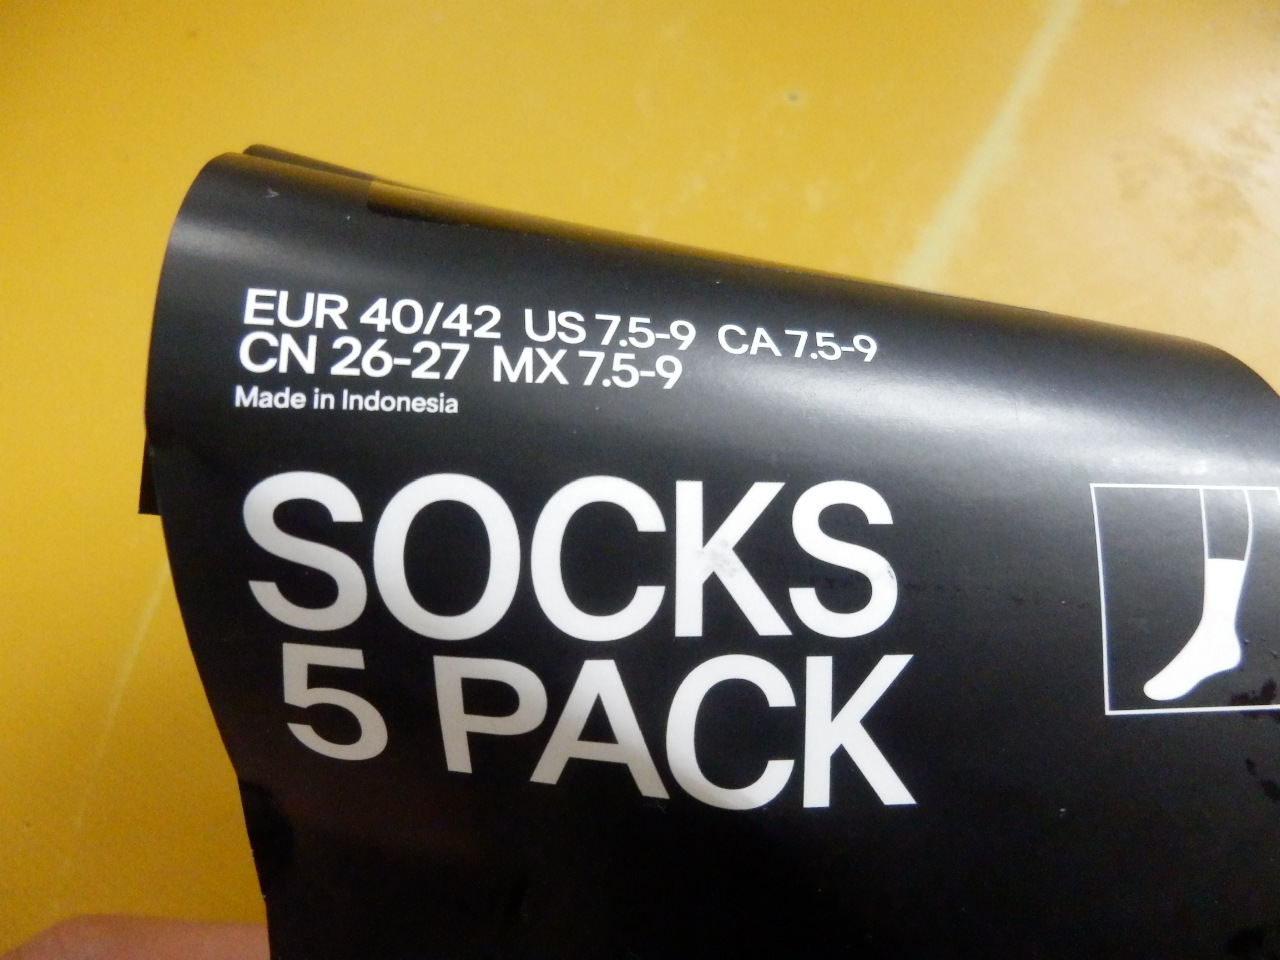 EUR 40/42 US 7.5-9 CA 7.5-9
CN 26-27 MX 7.5-9
Made in Indonesia
SOCKS
5 PACK